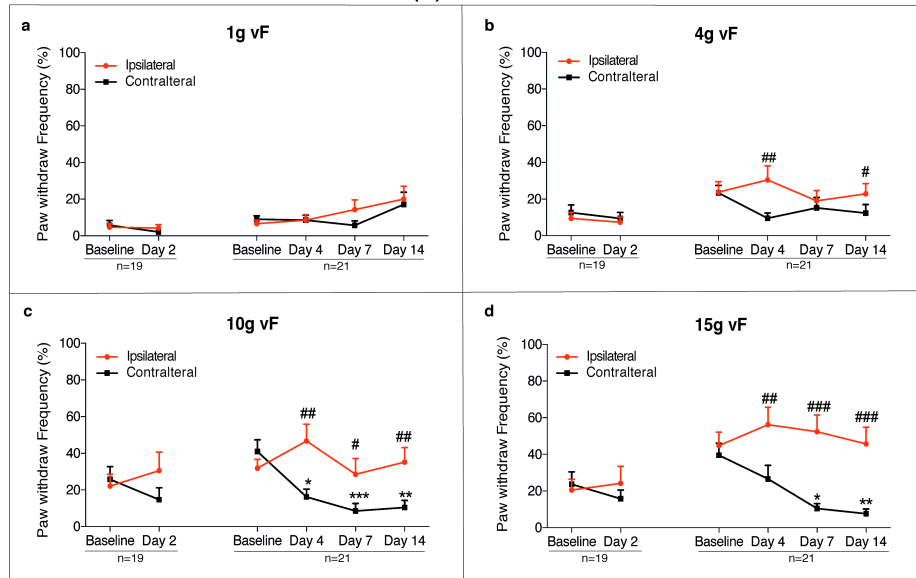 a
1g vF
Paw withdraw Frequency (%)
100
80
60
40
20
0
Ipsilateral
Contralteral
Baseline Day 2
n=19
Baseline Day 4 Day 7 Day 14
n=21
b
4g vF
Paw withdraw Frequency (%)
100
80
60
40
20
0
Ipsilateral
Contralteral
##
#
Baseline Day 2
n=19
Baseline Day 4 Day 7 Day 14
n=21
c
10g vF
Paw withdraw Frequency (%)
100
80
60
40
20
0
Ipsilateral
Contralteral
##
#
##
*
***
**
Baseline Day 2
n=19
Baseline Day 4 Day 7 Day 14
n=21
d
15g vF
Paw withdraw Frequency (%)
100
80
60
40
20
0
Ipsilateral
Contralteral
##
###
###
*
**
Baseline Day 2
n=19
Baseline Day 4 Day 7 Day 14
n=21